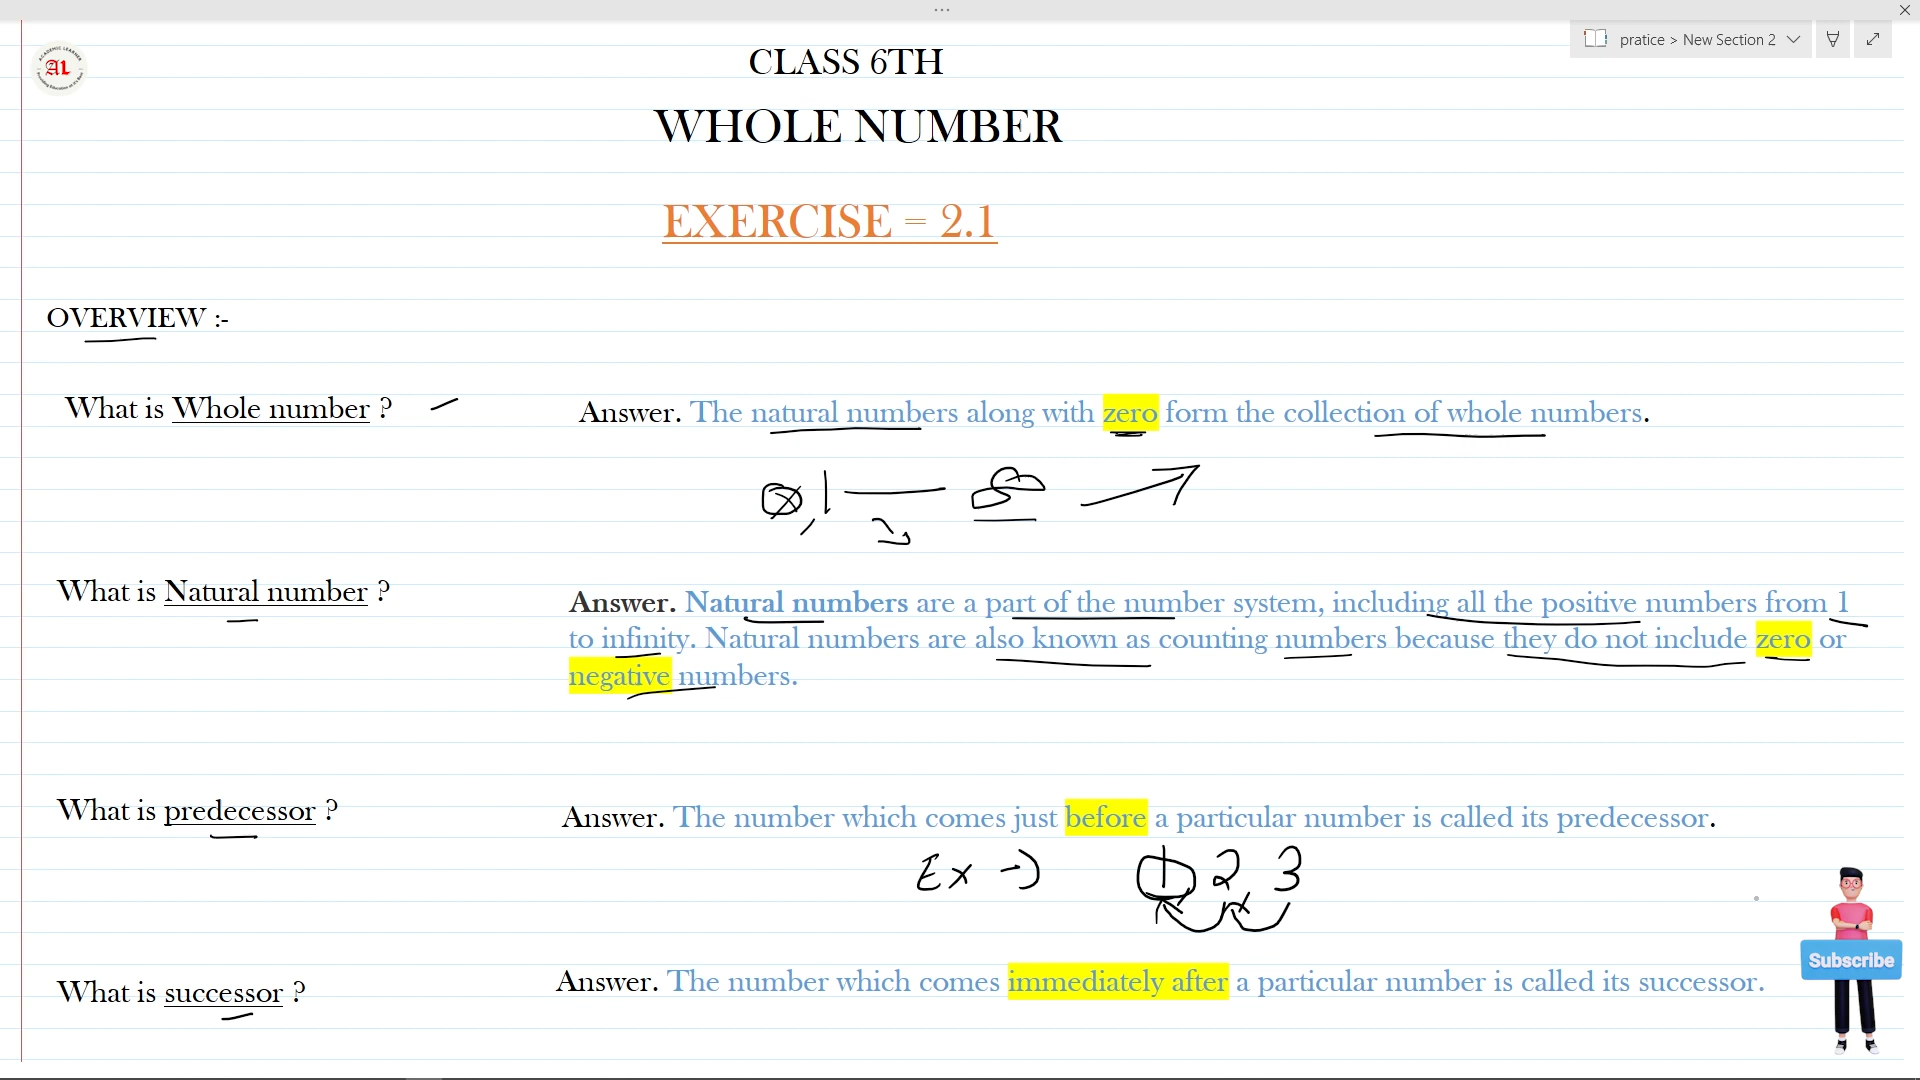 pratice > New Section 2
ACADEMIC LEARNER
AL
CLASS 6TH
WHOLE NUMBER
EXERCISE = 2.1
OVERVIEW :-
What is Whole number ?
Answer. The natural numbers along with zero form the collection of whole numbers.
0, 1 — ∞
What is Natural number ?
Answer. Natural numbers are a part of the number system, including all the positive numbers from 1
to infinity. Natural numbers are also known as counting numbers because they do not include zero or
negative numbers.
What is predecessor ?
Answer. The number which comes just before a particular number is called its predecessor.
Ex → 1 2 3
Subscribe
What is successor ?
Answer. The number which comes immediately after a particular number is called its successor.